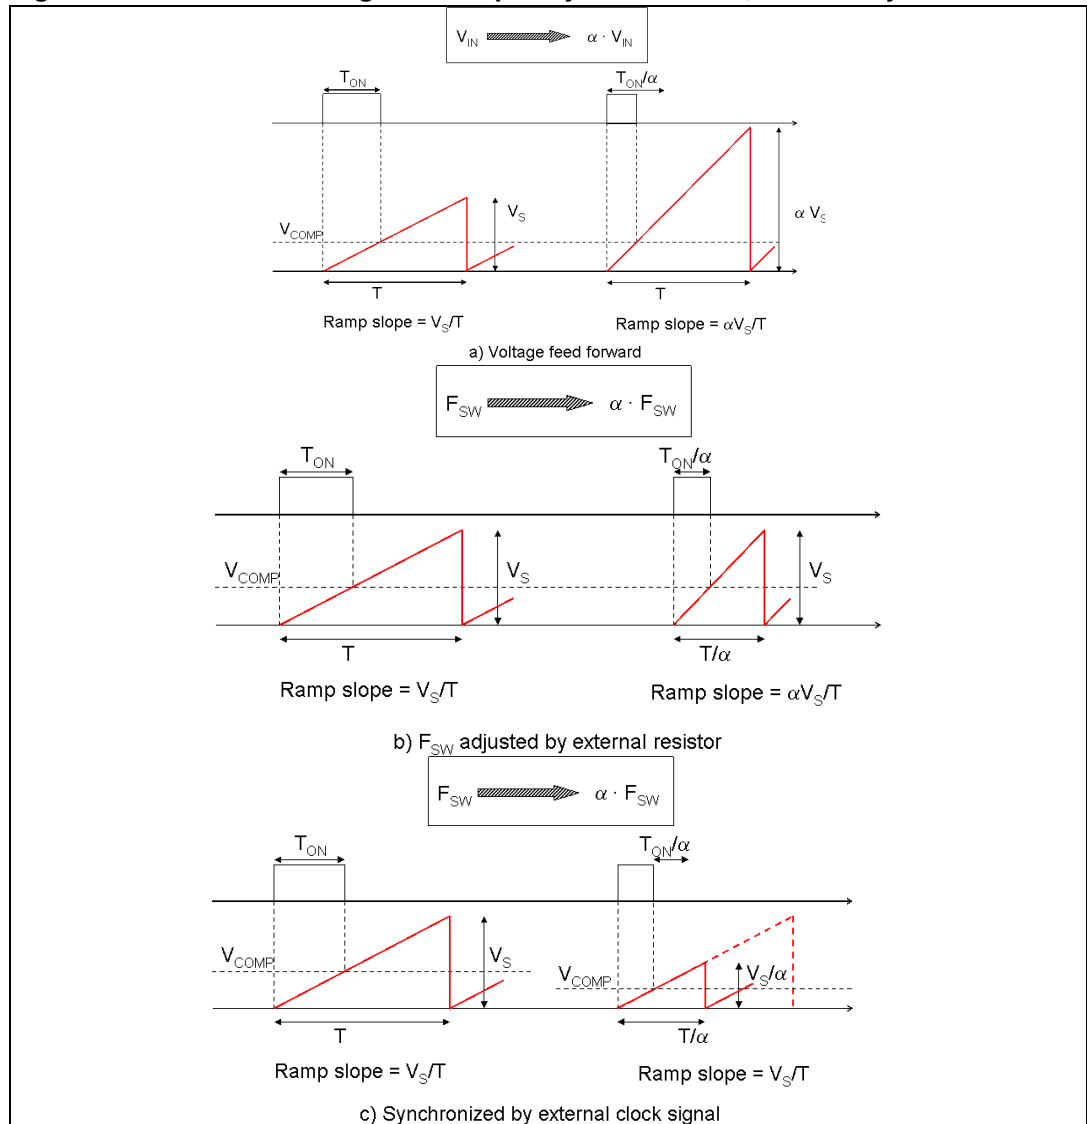 V_IN α · V_IN
T_ON T_ON/α
V_COMP V_S α V_S
T T
Ramp slope = V_S/T Ramp slope = αV_S/T
a) Voltage feed forward
F_SW α · F_SW
T_ON T_ON/α
V_COMP V_S V_S
T T/α
Ramp slope = V_S/T Ramp slope = αV_S/T
b) F_SW adjusted by external resistor
F_SW α · F_SW
T_ON T_ON/α
V_COMP V_S V_COMP V_S/α
T T/α
Ramp slope = V_S/T Ramp slope = V_S/T
c) Synchronized by external clock signal